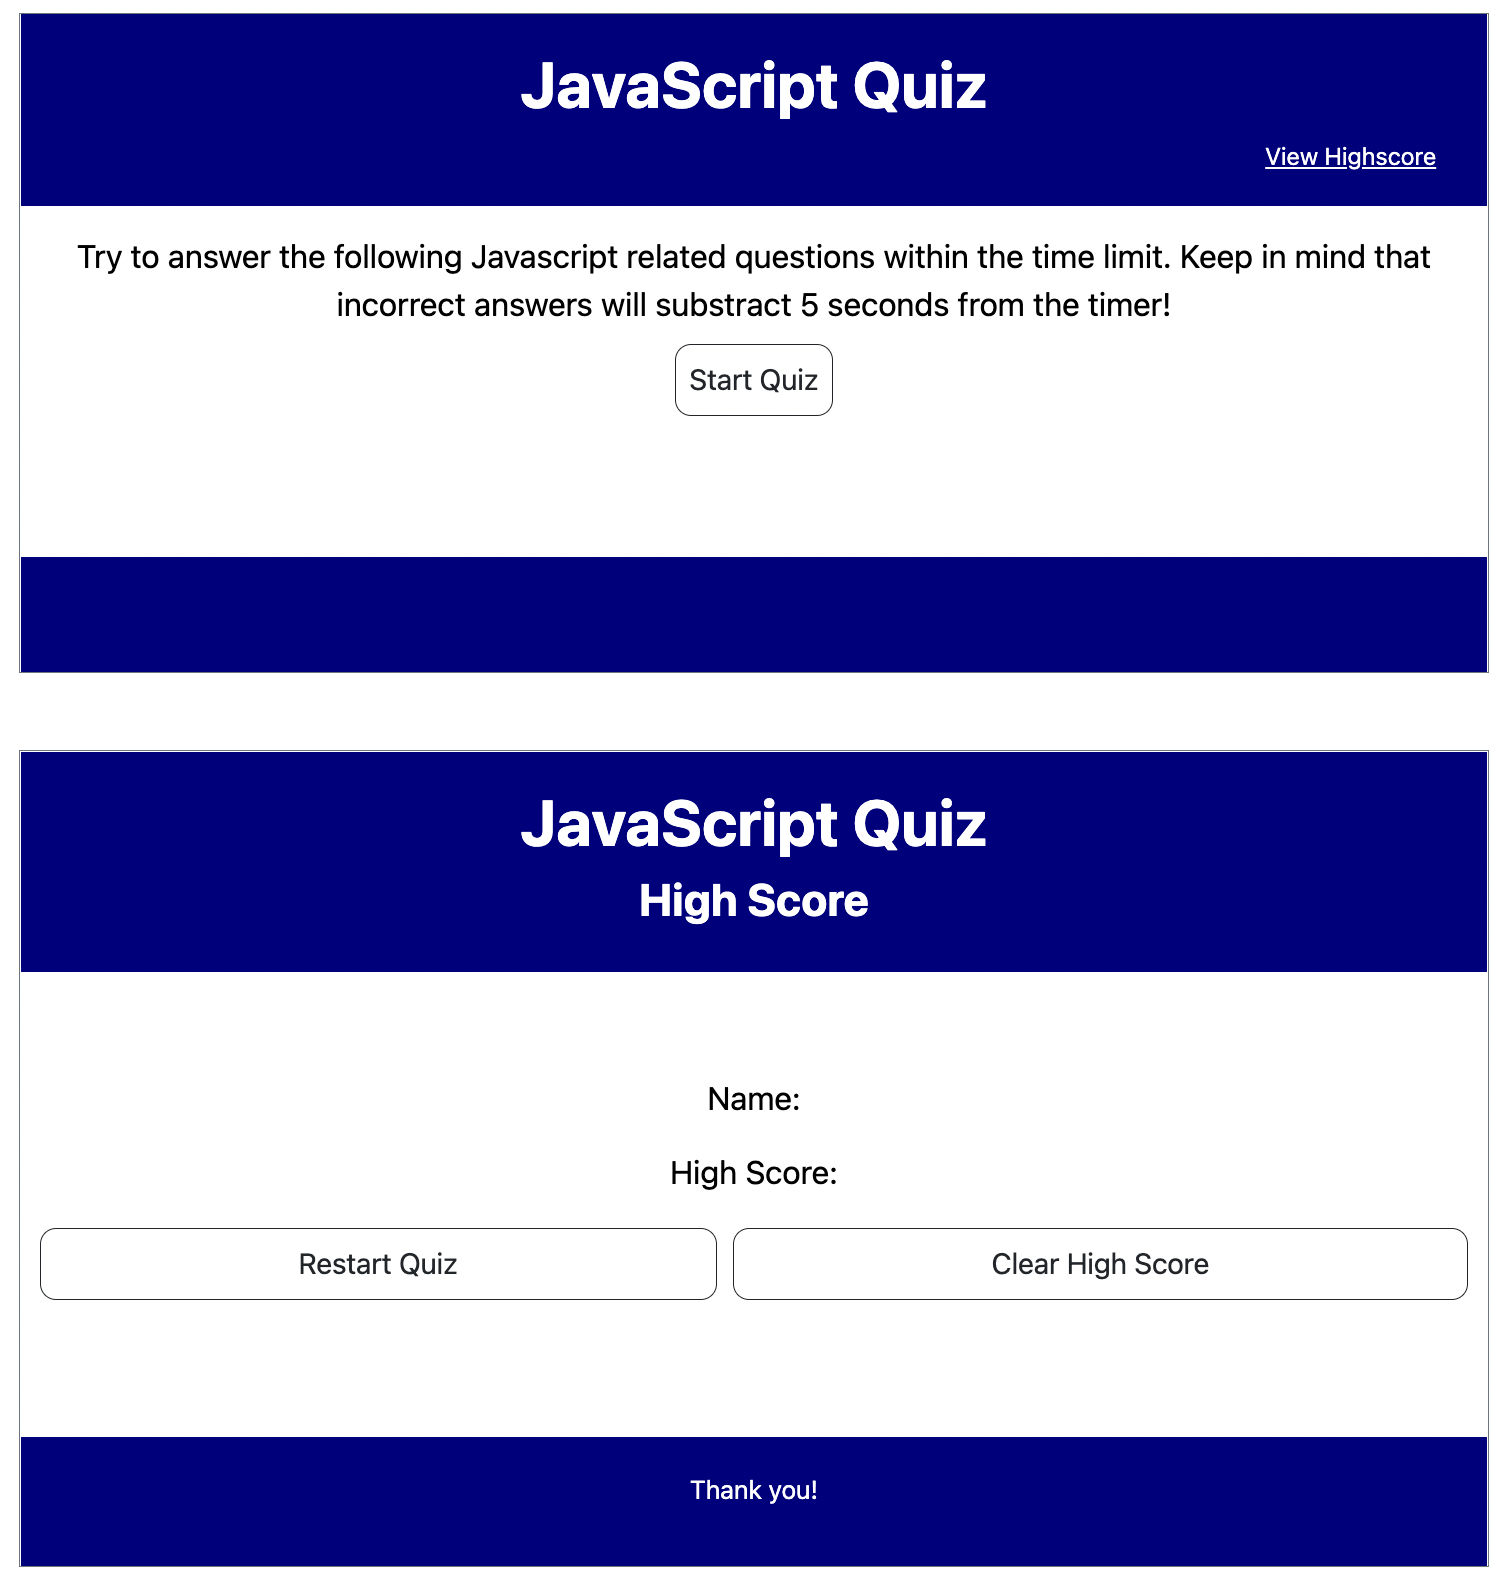 JavaScript Quiz
View Highscore
Try to answer the following Javascript related questions within the time limit. Keep in mind that
incorrect answers will substract 5 seconds from the timer!
Start Quiz
JavaScript Quiz
High Score
Name:
High Score:
Restart Quiz
Clear High Score
Thank you!